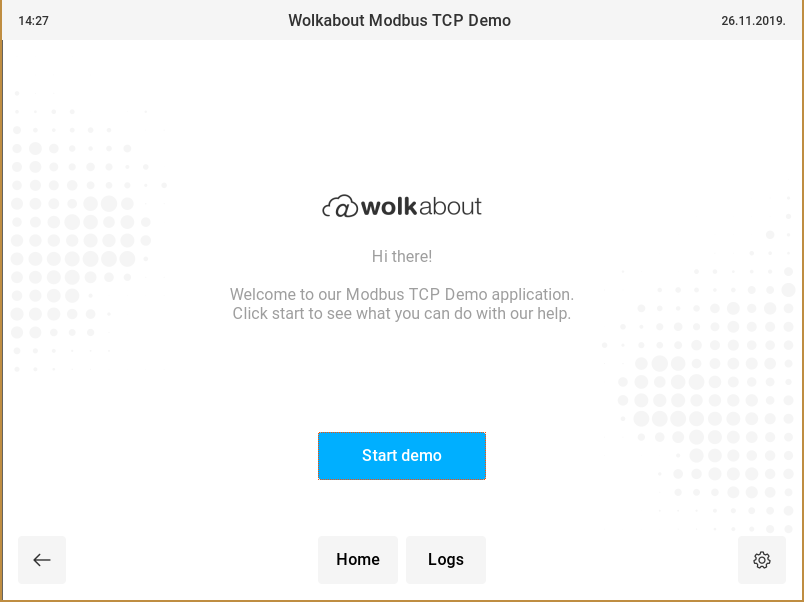 14:27
Wolkabout Modbus TCP Demo
26.11.2019.
@wolkabout
Hi there!
Welcome to our Modbus TCP Demo application.
Click start to see what you can do with our help.
Start demo
Home
Logs